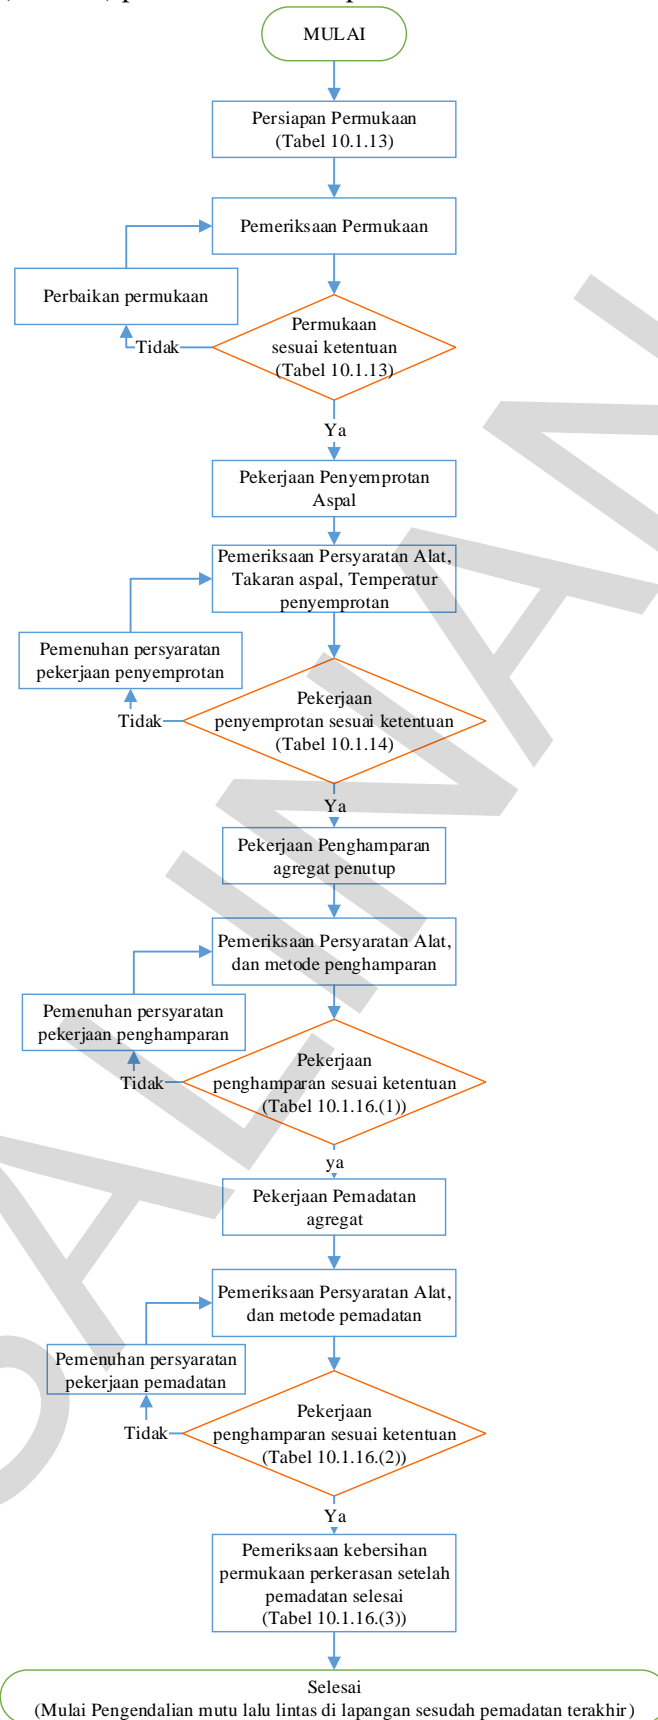 MULAI
Persiapan Permukaan
(Tabel 10.1.13)
Pemeriksaan Permukaan
Perbaikan permukaan
Permukaan
sesuai ketentuan
(Tabel 10.1.13)
Tidak
Ya
Pekerjaan Penyemprotan
Aspal
Pemeriksaan Persyaratan Alat,
Takaran aspal, Temperatur
penyemprotan
Pemenuhan persyaratan
pekerjaan penyemprotan
Pekerjaan
penyemprotan sesuai ketentuan
(Tabel 10.1.14)
Tidak
Ya
Pekerjaan Penghamparan
agregat penutup
Pemeriksaan Persyaratan Alat,
dan metode penghamparan
Pemenuhan persyaratan
pekerjaan penghamparan
Pekerjaan
penghamparan sesuai ketentuan
(Tabel 10.1.16.(1))
Tidak
ya
Pekerjaan Pemadatan
agregat
Pemeriksaan Persyaratan Alat,
dan metode pemadatan
Pemenuhan persyaratan
pekerjaan pemadatan
Pekerjaan
penghamparan sesuai ketentuan
(Tabel 10.1.16.(2))
Tidak
Ya
Pemeriksaan kebersihan
permukaan perkerasan setelah
pemadatan selesai
(Tabel 10.1.16.(3))
Selesai
(Mulai Pengendalian mutu lalu lintas di lapangan sesudah pemadatan terakhir)
SALINAN